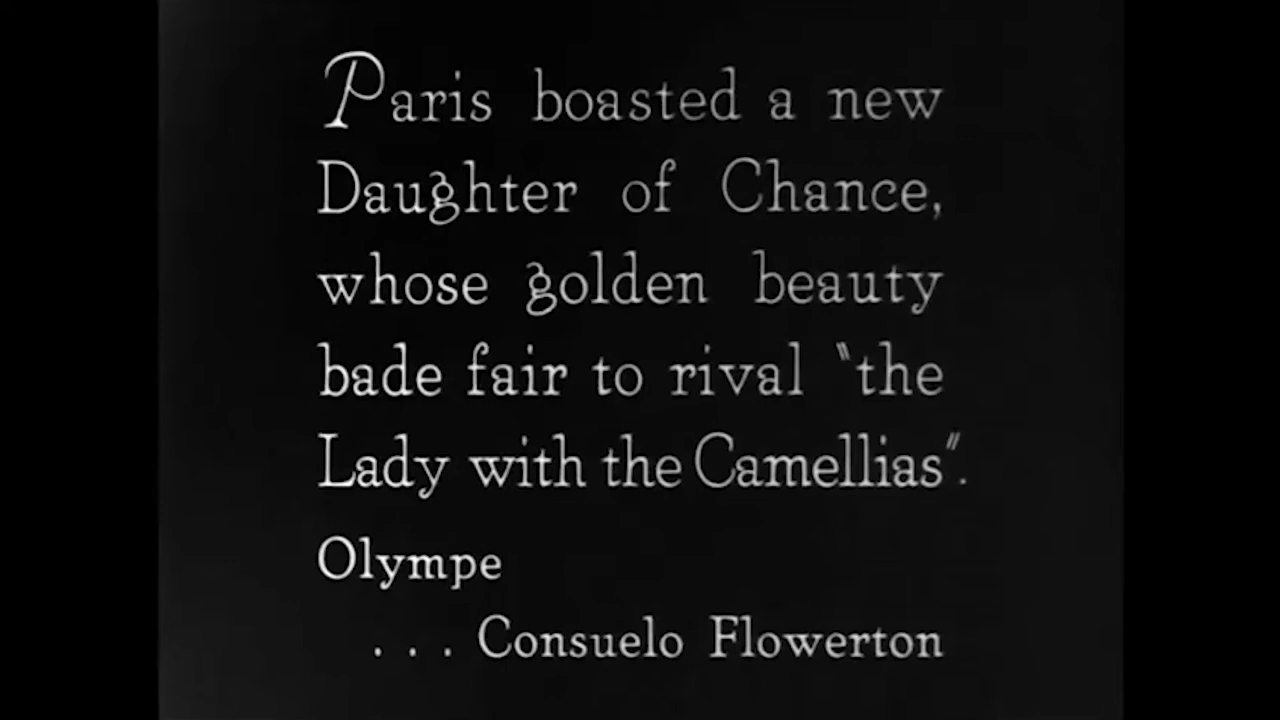 Paris boasted a new
Daughter of Chance,
whose golden beauty
bade fair to rival "the
Lady with the Camellias".
Olympe
. . . Consuelo Flowerton